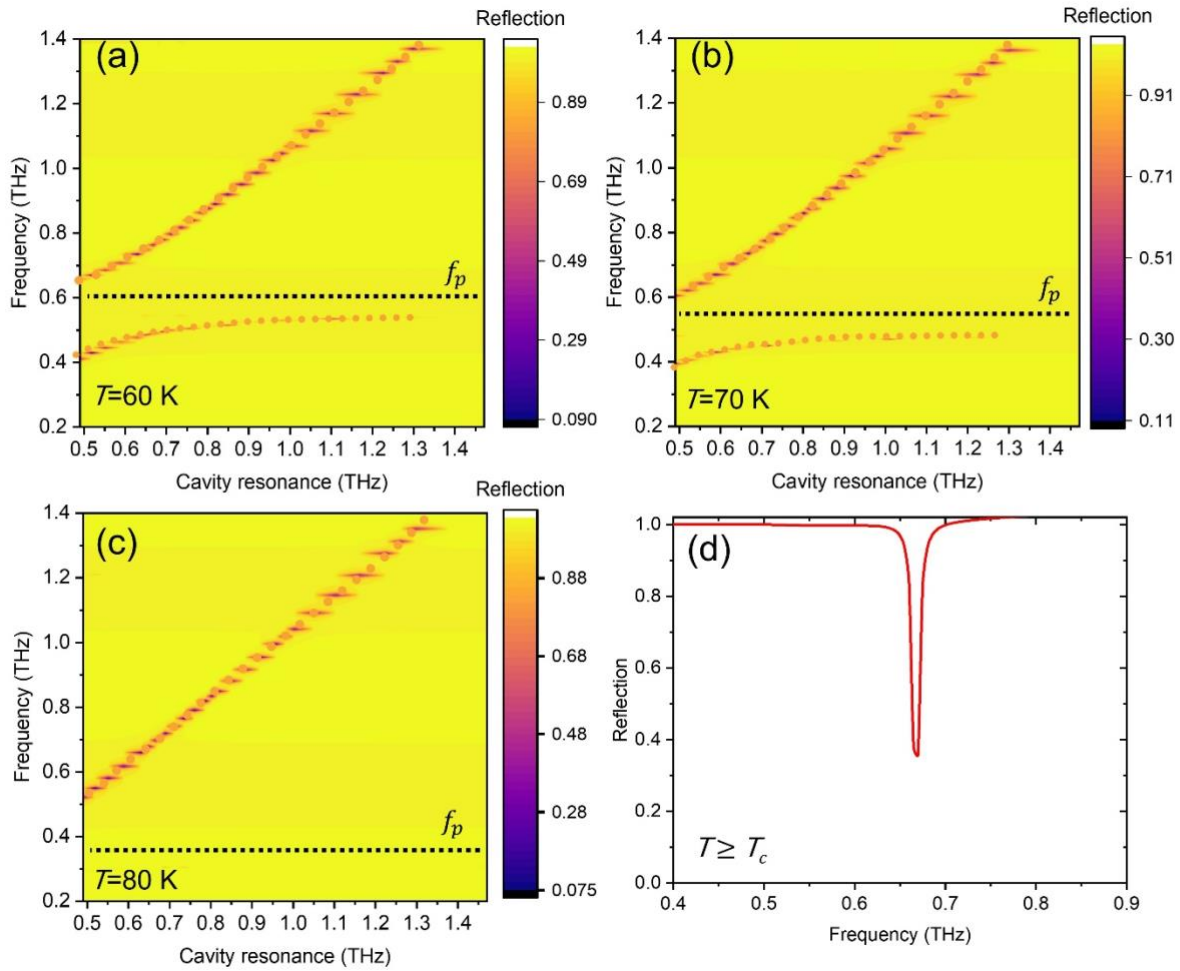 Reflection
(a)
1.4
1.2
1.0
0.8
0.6
0.4
0.2
Frequency (THz)
f_p
T=60 K
0.5 0.6 0.7 0.8 0.9 1.0 1.1 1.2 1.3 1.4
Cavity resonance (THz)
0.89
0.69
0.49
0.29
0.090
Reflection
(b)
1.4
1.2
1.0
0.8
0.6
0.4
0.2
Frequency (THz)
f_p
T=70 K
0.5 0.6 0.7 0.8 0.9 1.0 1.1 1.2 1.3 1.4
Cavity resonance (THz)
0.91
0.71
0.51
0.30
0.11
Reflection
(c)
1.4
1.2
1.0
0.8
0.6
0.4
0.2
Frequency (THz)
f_p
T=80 K
0.5 0.6 0.7 0.8 0.9 1.0 1.1 1.2 1.3 1.4
Cavity resonance (THz)
0.88
0.68
0.48
0.28
0.075
(d)
1.0
0.8
0.6
0.4
0.2
0.0
Reflection
T ≥ T_c
0.4 0.5 0.6 0.7 0.8 0.9
Frequency (THz)